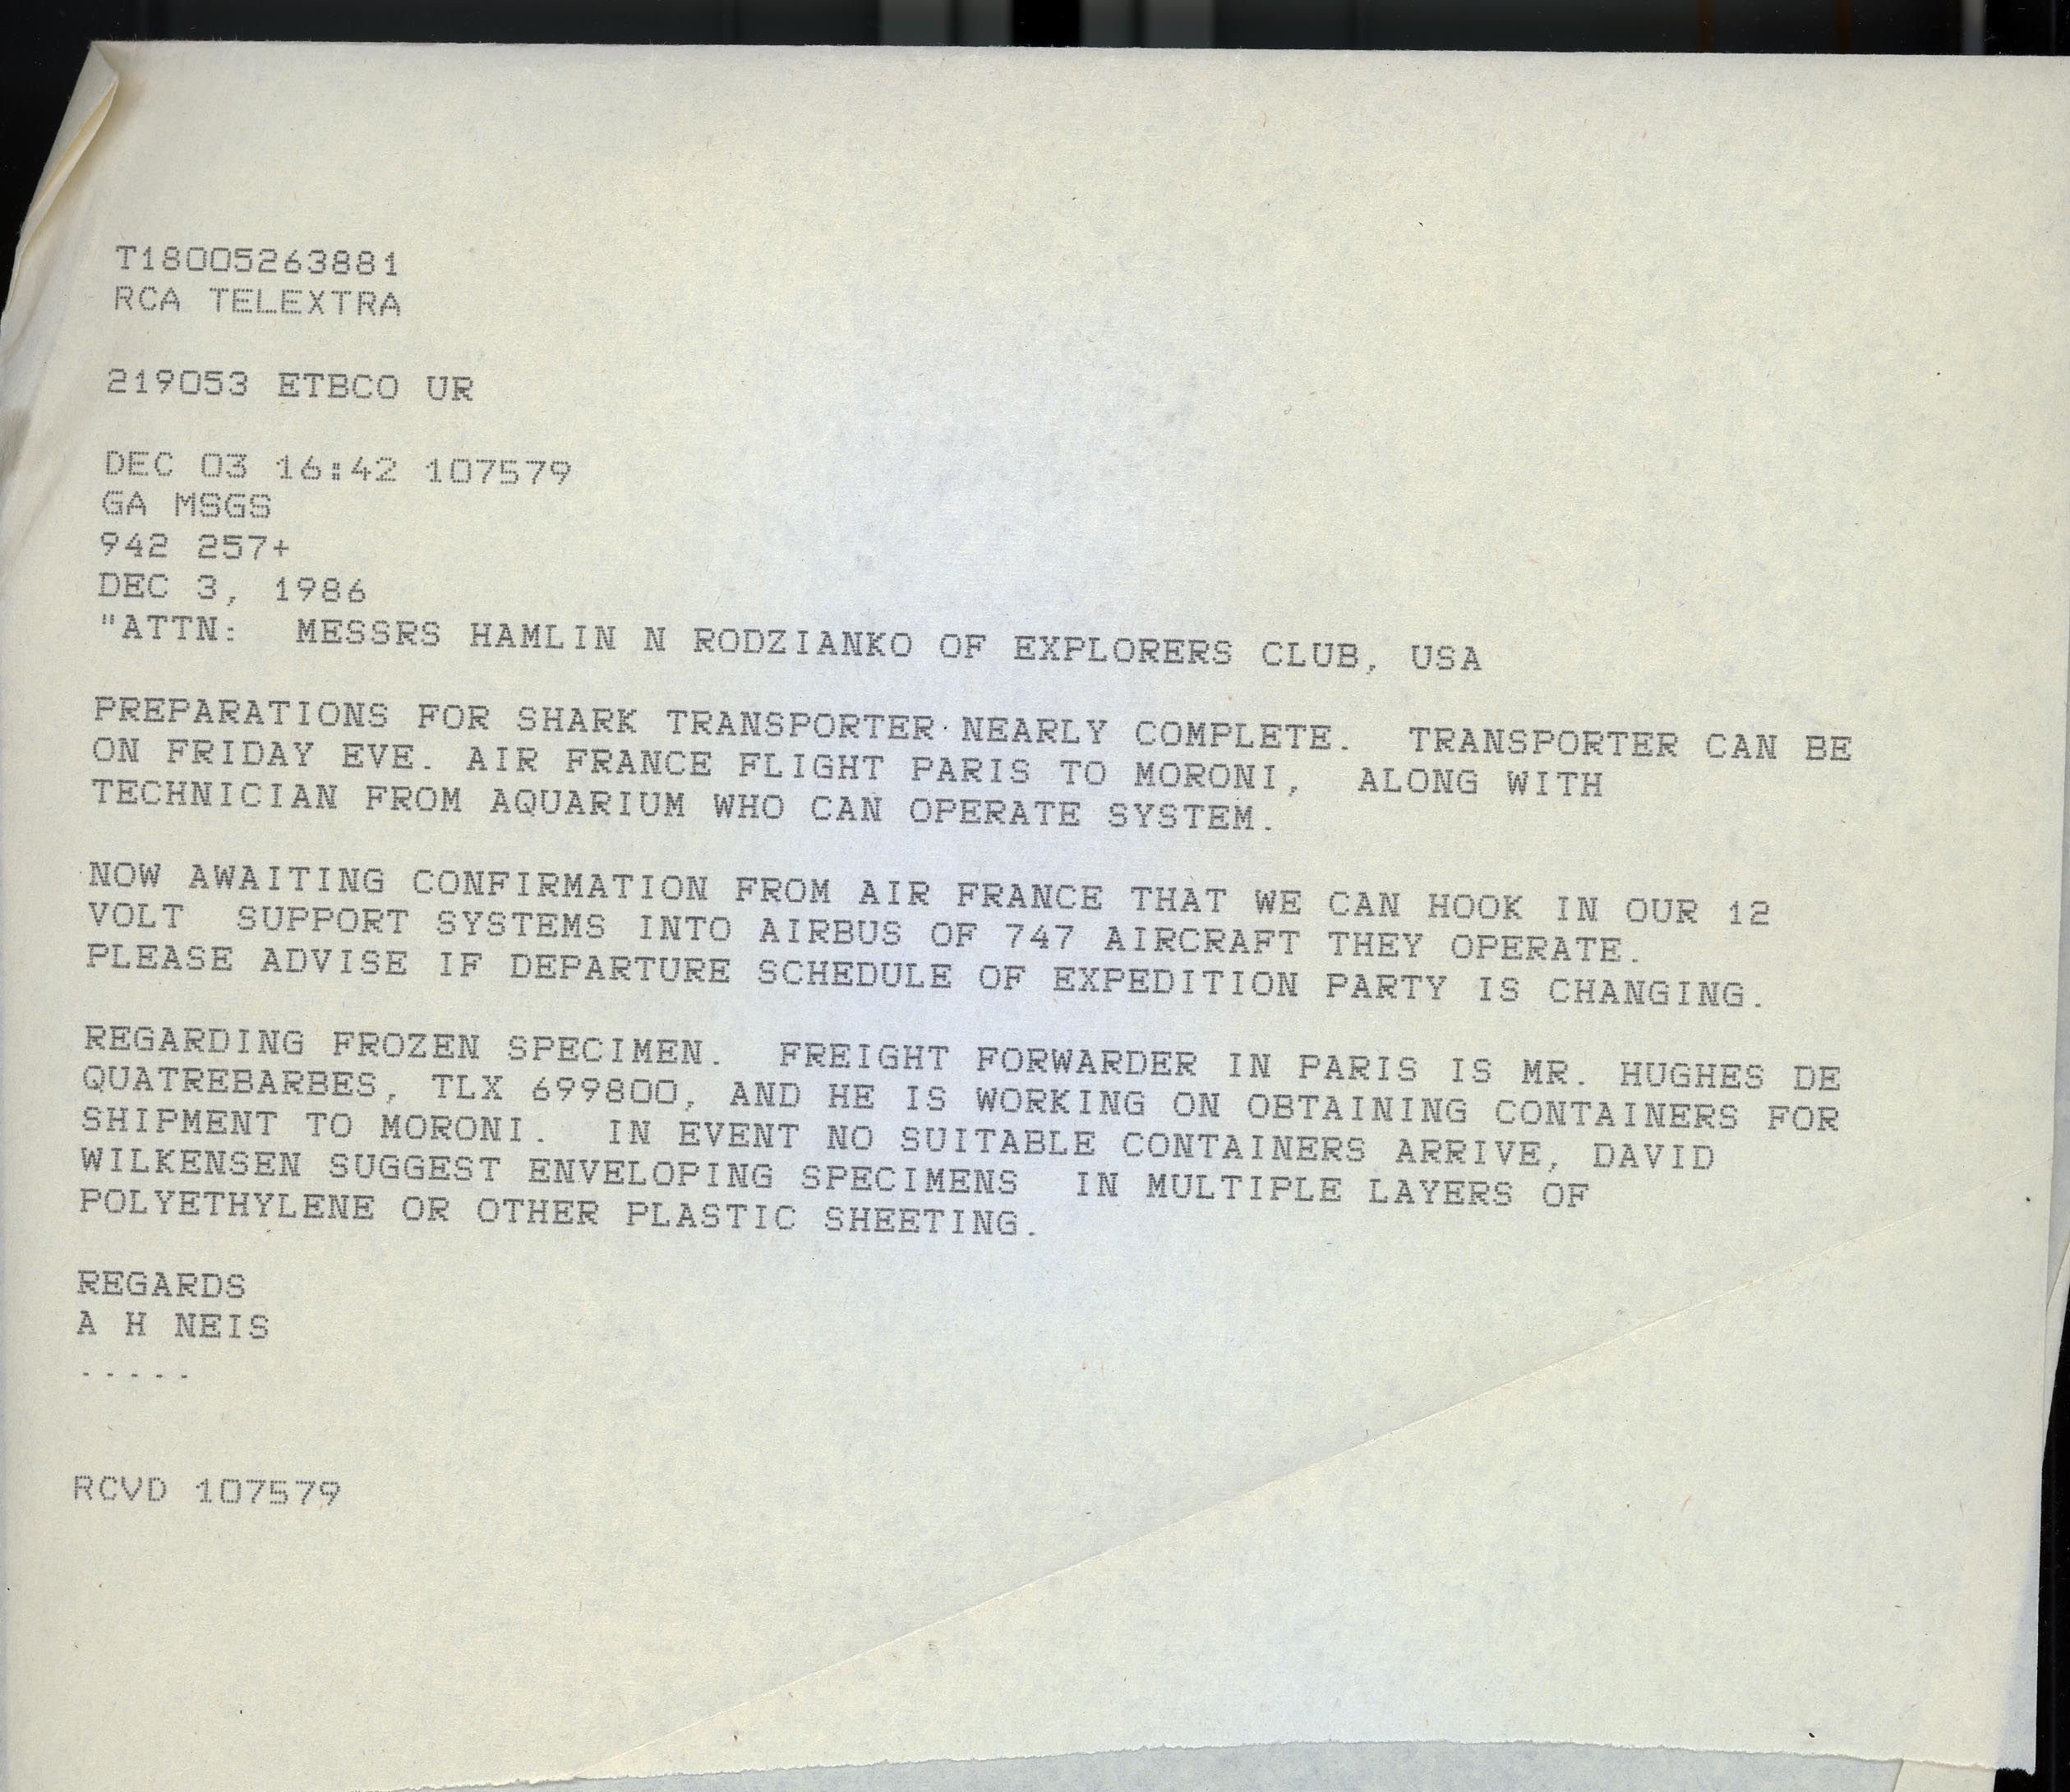 T18005263881
RCA TELEXTRA
219053 ETBCO UR
DEC 03 16:42 107579
GA MSGS
942 257+
DEC 3, 1986
"ATTN:  MESSRS HAMLIN N RODZIANKO OF EXPLORERS CLUB, USA
PREPARATIONS FOR SHARK TRANSPORTER NEARLY COMPLETE.  TRANSPORTER CAN BE
ON FRIDAY EVE. AIR FRANCE FLIGHT PARIS TO MORONI,  ALONG WITH
TECHNICIAN FROM AQUARIUM WHO CAN OPERATE SYSTEM.
NOW AWAITING CONFIRMATION FROM AIR FRANCE THAT WE CAN HOOK IN OUR 12
VOLT  SUPPORT SYSTEMS INTO AIRBUS OF 747 AIRCRAFT THEY OPERATE.
PLEASE ADVISE IF DEPARTURE SCHEDULE OF EXPEDITION PARTY IS CHANGING.
REGARDING FROZEN SPECIMEN.  FREIGHT FORWARDER IN PARIS IS MR. HUGHES DE
QUATREBARBES, TLX 699800, AND HE IS WORKING ON OBTAINING CONTAINERS FOR
SHIPMENT TO MORONI.  IN EVENT NO SUITABLE CONTAINERS ARRIVE, DAVID
WILKENSEN SUGGEST ENVELOPING SPECIMENS  IN MULTIPLE LAYERS OF
POLYETHYLENE OR OTHER PLASTIC SHEETING.
REGARDS
A H NEIS
.....
RCVD 107579